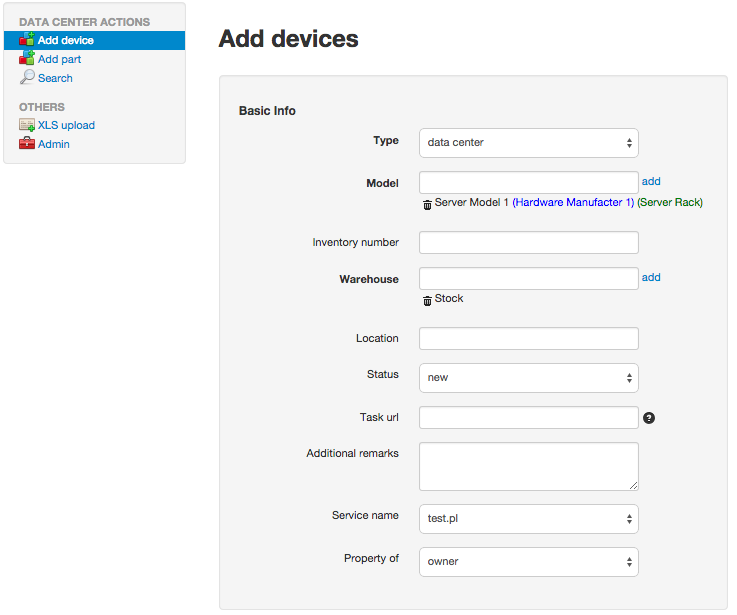 DATA CENTER ACTIONS
Add device
Add part
Search
OTHERS
XLS upload
Admin
Add devices
Basic Info
Type data center
Model add
Server Model 1 (Hardware Manufacter 1) (Server Rack)
Inventory number
Warehouse add
Stock
Location
Status new
Task url ?
Additional remarks
Service name test.pl
Property of owner